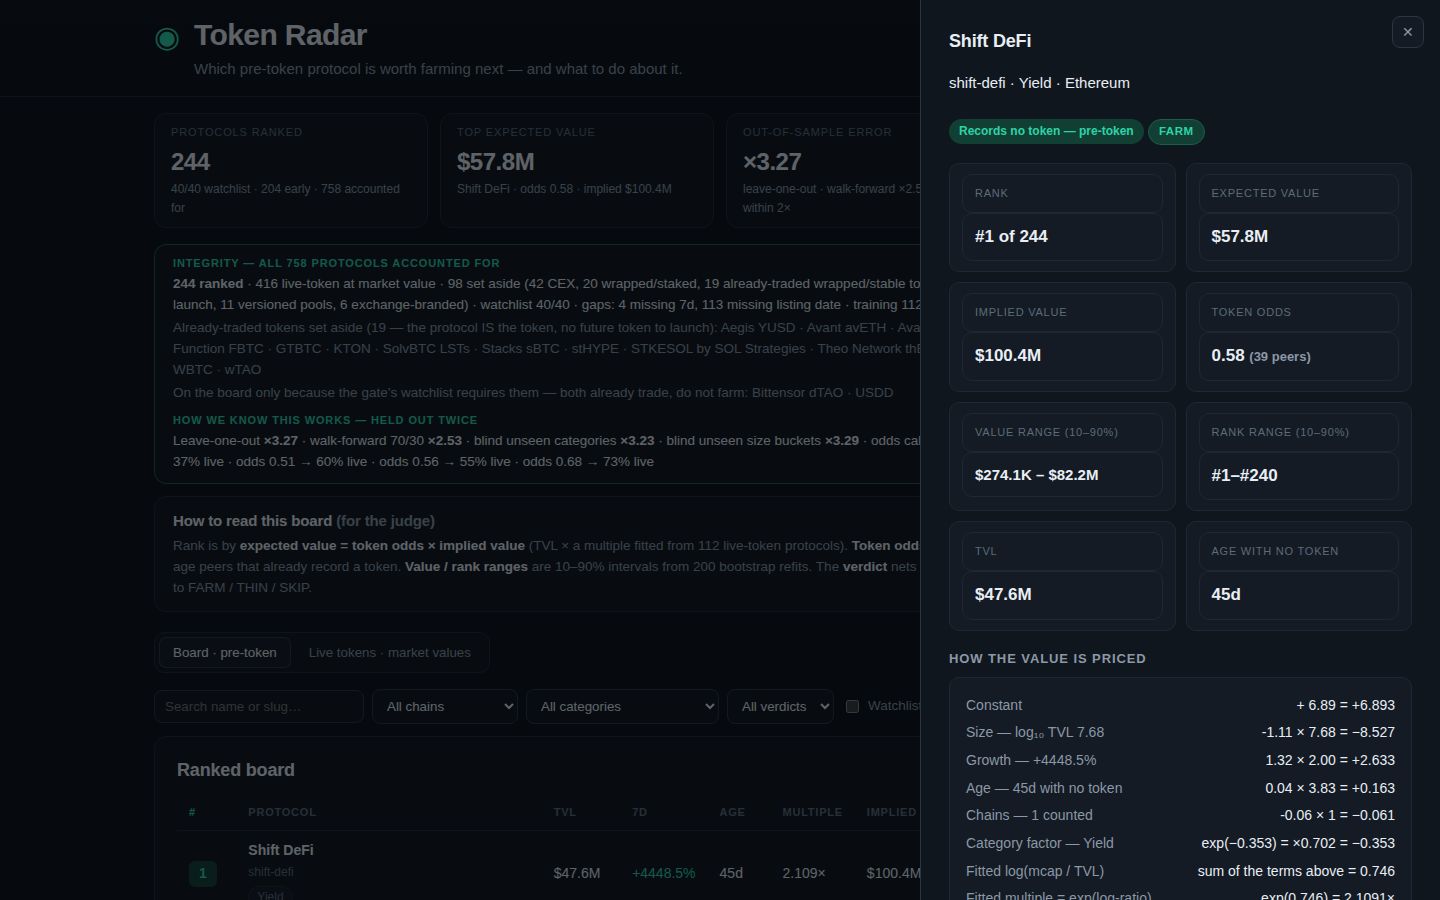 Token Radar
Which pre-token protocol is worth farming next — and what to do about it.
PROTOCOLS RANKED
244
40/40 watchlist · 204 early · 758 accounted
for
TOP EXPECTED VALUE
$57.8M
Shift DeFi · odds 0.58 · implied $100.4M
OUT-OF-SAMPLE ERROR
×3.27
leave-one-out · walk-forward ×2.5
within 2×
INTEGRITY — ALL 758 PROTOCOLS ACCOUNTED FOR
244 ranked · 416 live-token at market value · 98 set aside (42 CEX, 20 wrapped/staked, 19 already-traded wrapped/stable to
launch, 11 versioned pools, 6 exchange-branded) · watchlist 40/40 · gaps: 4 missing 7d, 113 missing listing date · training 112
Already-traded tokens set aside (19 — the protocol IS the token, no future token to launch): Aegis YUSD · Avant avETH · Ava
Function FBTC · GTBTC · KTON · SolvBTC LSTs · Stacks sBTC · stHYPE · STKESOL by SOL Strategies · Theo Network thB
WBTC · wTAO
On the board only because the gate's watchlist requires them — both already trade, do not farm: Bittensor dTAO · USDD
HOW WE KNOW THIS WORKS — HELD OUT TWICE
Leave-one-out ×3.27 · walk-forward 70/30 ×2.53 · blind unseen categories ×3.23 · blind unseen size buckets ×3.29 · odds cal
37% live · odds 0.51 → 60% live · odds 0.56 → 55% live · odds 0.68 → 73% live
How to read this board (for the judge)
Rank is by expected value = token odds × implied value (TVL × a multiple fitted from 112 live-token protocols). Token odds
age peers that already record a token. Value / rank ranges are 10–90% intervals from 200 bootstrap refits. The verdict nets
to FARM / THIN / SKIP.
Board · pre-token
Live tokens · market values
Search name or slug…
All chains
All categories
All verdicts
Watchlist
Ranked board
# PROTOCOL TVL 7D AGE MULTIPLE IMPLIED
Shift DeFi
1 shift-defi $47.6M +4448.5% 45d 2.109× $100.4M
Yield
Shift DeFi
✕
shift-defi · Yield · Ethereum
Records no token — pre-token
FARM
RANK
#1 of 244
EXPECTED VALUE
$57.8M
IMPLIED VALUE
$100.4M
TOKEN ODDS
0.58 (39 peers)
VALUE RANGE (10–90%)
$274.1K – $82.2M
RANK RANGE (10–90%)
#1–#240
TVL
$47.6M
AGE WITH NO TOKEN
45d
HOW THE VALUE IS PRICED
Constant + 6.89 = +6.893
Size — log₁₀ TVL 7.68 -1.11 × 7.68 = −8.527
Growth — +4448.5% 1.32 × 2.00 = +2.633
Age — 45d with no token 0.04 × 3.83 = +0.163
Chains — 1 counted -0.06 × 1 = −0.061
Category factor — Yield exp(−0.353) = ×0.702 = −0.353
Fitted log(mcap / TVL) sum of the terms above = 0.746
Fitted multiple = exp(log-ratio) exp(0.746) = 2.1091×